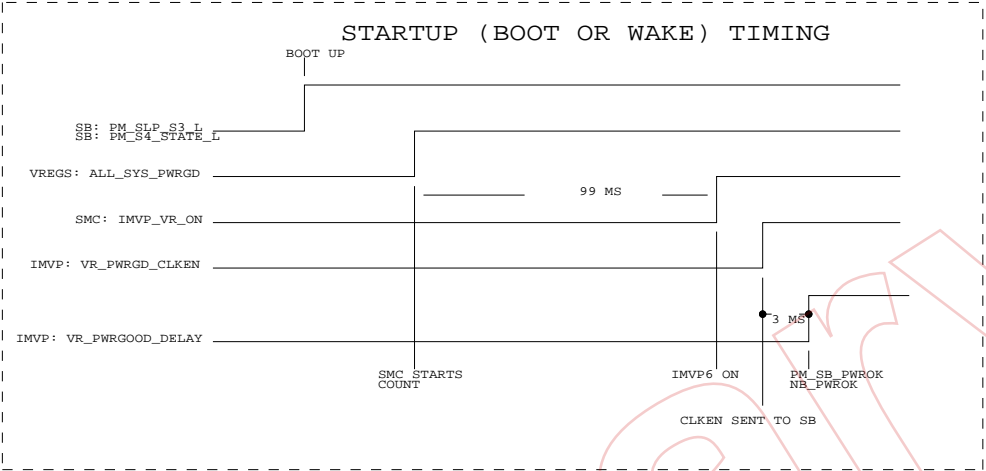 STARTUP (BOOT OR WAKE) TIMING
BOOT UP
SB: PM_SLP_S3_L
SB: PM_S4_STATE_L
VREGS: ALL_SYS_PWRGD
99 MS
SMC: IMVP_VR_ON
IMVP: VR_PWRGD_CLKEN
3 MS
IMVP: VR_PWRGOOD_DELAY
SMC STARTS
COUNT
IMVP6 ON
PM_SB_PWROK
NB_PWROK
CLKEN SENT TO SB